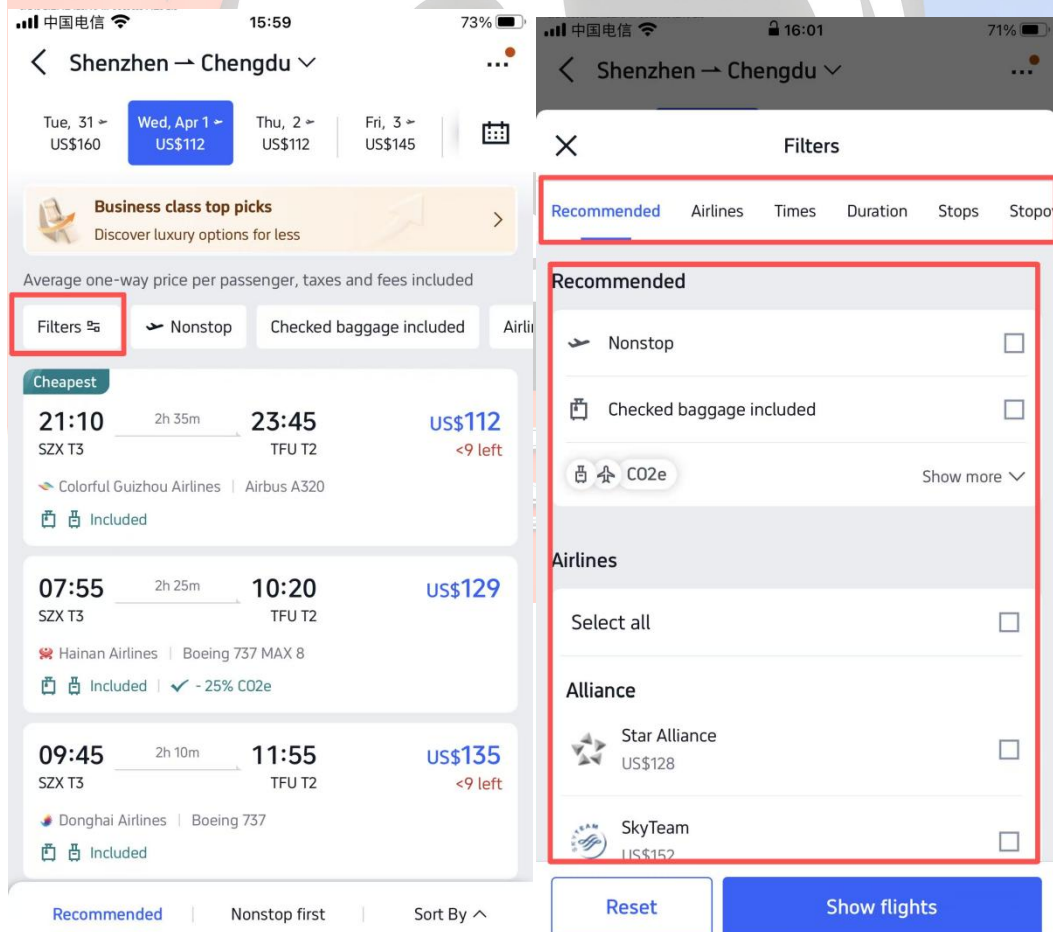 中国电信 15:59 73%
Shenzhen → Chengdu
Tue, 31 Wed, Apr 1 Thu, 2 Fri, 3
US$160 US$112 US$112 US$145
Business class top picks
Discover luxury options for less
Average one-way price per passenger, taxes and fees included
Filters Nonstop Checked baggage included Airli
Cheapest
21:10 2h 35m 23:45 US$112
SZX T3 TFU T2 <9 left
Colorful Guizhou Airlines | Airbus A320
Included
07:55 2h 25m 10:20 US$129
SZX T3 TFU T2
Hainan Airlines | Boeing 737 MAX 8
Included | - 25% CO2e
09:45 2h 10m 11:55 US$135
SZX T3 TFU T2 <9 left
Donghai Airlines | Boeing 737
Included
Recommended Nonstop first Sort By
中国电信 16:01 71%
Shenzhen → Chengdu
Filters
Recommended Airlines Times Duration Stops Stopo
Recommended
Nonstop
Checked baggage included
CO2e Show more
Airlines
Select all
Alliance
Star Alliance
US$128
SkyTeam
US$152
Reset Show flights